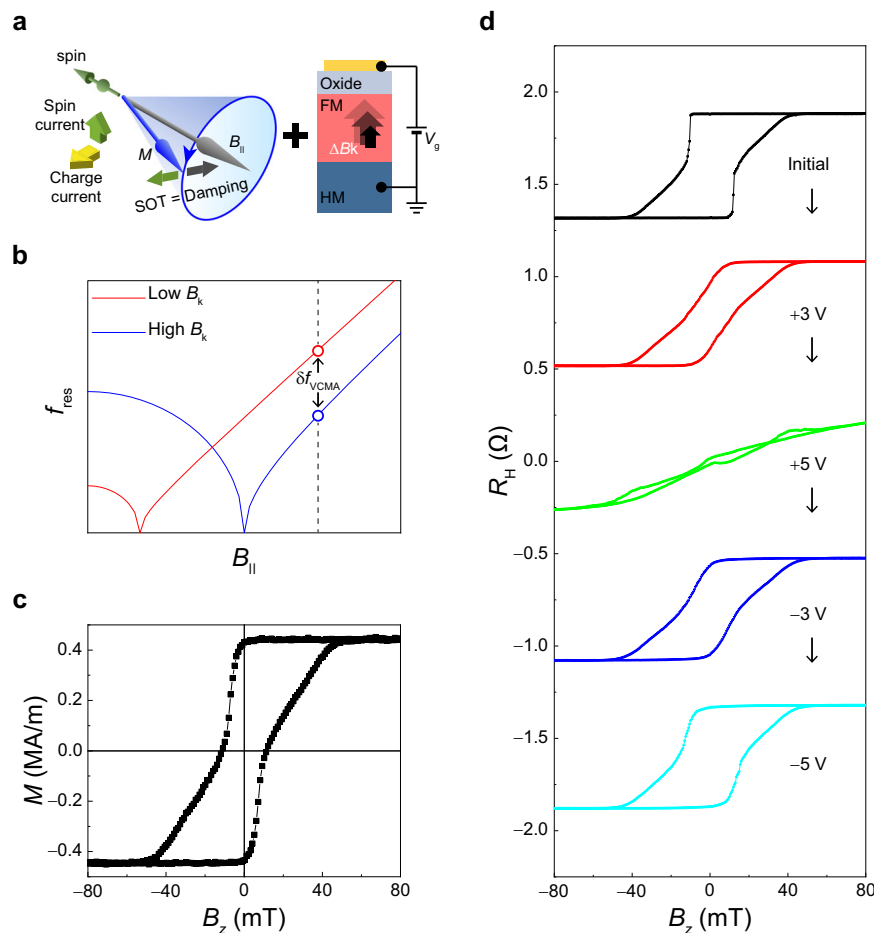 a
spin
Spin
current
Charge
current
M
B||
SOT = Damping
Oxide
FM
ΔBk
HM
Vg
b
Low Bk
High Bk
δfVCMA
fres
B||
c
0.4
0.2
0.0
−0.2
−0.4
M (MA/m)
−80 −40 0 40 80
Bz (mT)
d
2.0
1.5
1.0
0.5
0.0
−0.5
−1.0
−1.5
−2.0
RH (Ω)
Initial
+3 V
+5 V
−3 V
−5 V
−80 −40 0 40 80
Bz (mT)